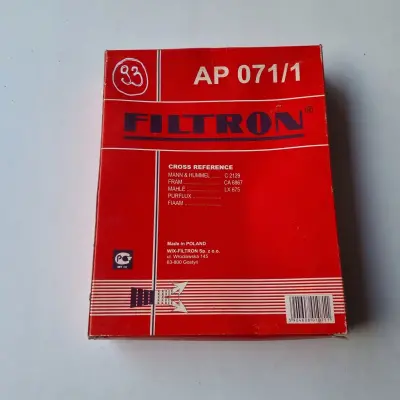 93
AP 071/1
FILTRON®
CROSS REFERENCE
MANN & HUMMEL ...... C 2129
FRAM ...................... CA 6867
MAHLE .................... LX 675
PURFLUX .................
FIAAM ......................
Made in POLAND
WIX-FILTRON Sp. z o.o.
ul. Wrocławska 145
63-800 Gostyń